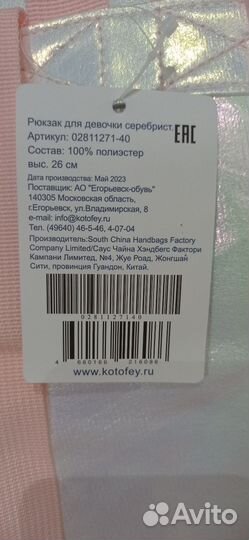 Рюкзак для девочки серебрист.
Артикул: 02811271-40
Состав: 100% полиэстер
выс. 26 см
EAC
Дата производства: Май 2023
Поставщик: АО "Егорьевск-обувь"
140305 Московская область,
г.Егорьевск, ул.Владимирская, 8
e-mail: info@kotofey.ru
Тел. (49640) 46-5-46, 4-07-04
Производитель:South China Handbags Factory
Company Limited/Саус Чайна Хэндбегс Фактори
Кампани Лимитед, №4, Жуе Роад, Жонгшай
Сити, провинция Гуандон, Китай.
0281127140
www.kotofey.ru
Avito